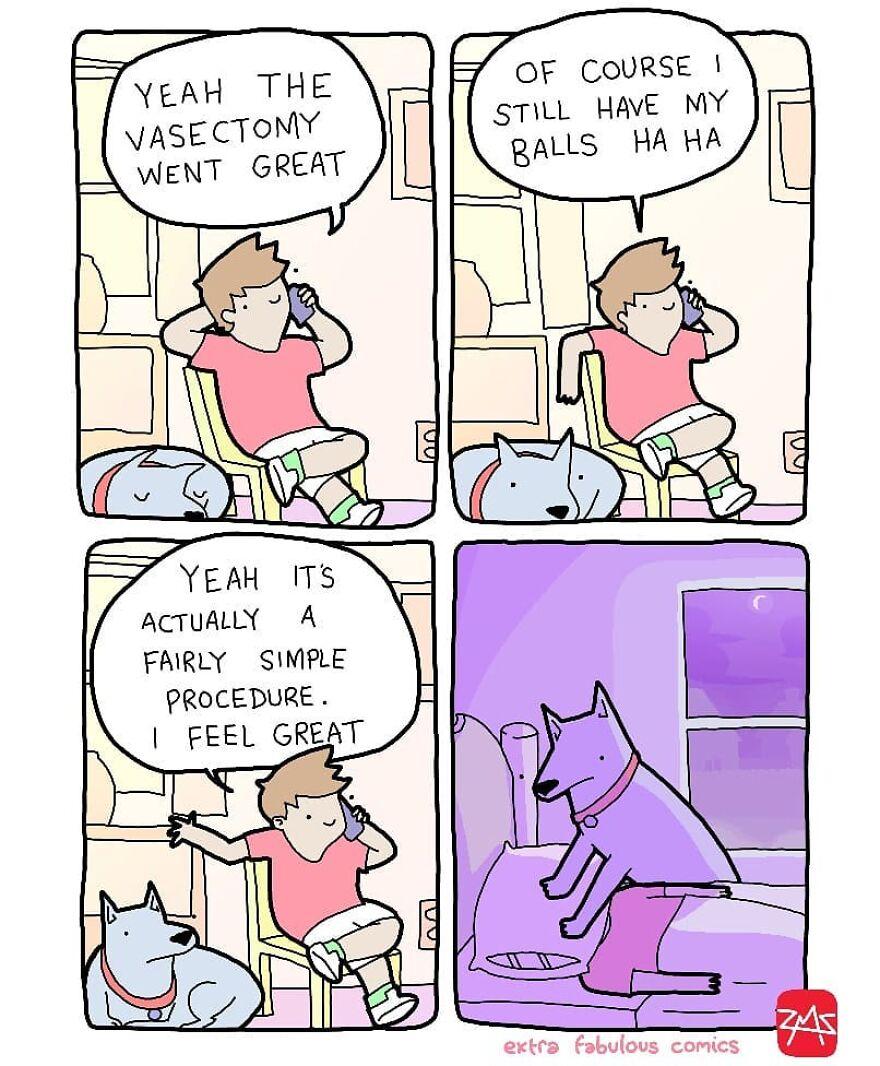 YEAH THE
VASECTOMY
WENT GREAT
OF COURSE I
STILL HAVE MY
BALLS HA HA
YEAH IT'S
ACTUALLY A
FAIRLY SIMPLE
PROCEDURE.
I FEEL GREAT
ZMS
extra fabulous comics